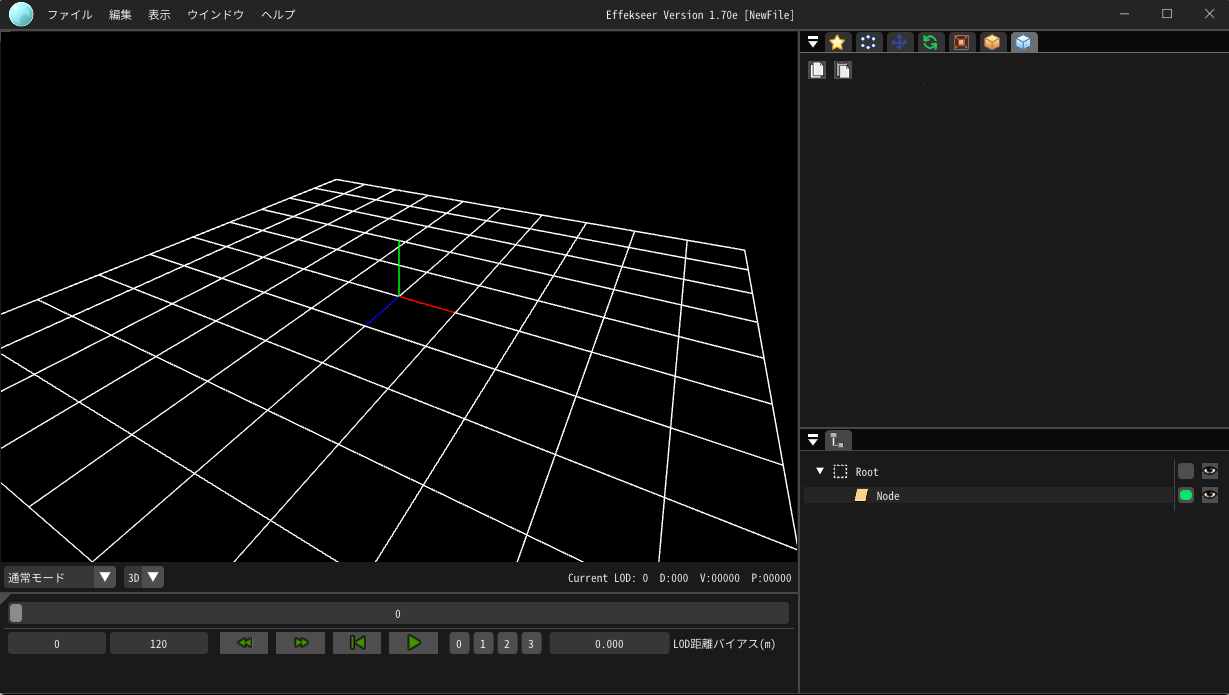 ファイル 編集 表示 ウインドウ ヘルプ Effekseer Version 1.70e [NewFile]
Root
Node
通常モード 3D Current LOD: 0 D:000 V:00000 P:00000
0
0 120 0 1 2 3 0.000 LOD距離バイアス(m)